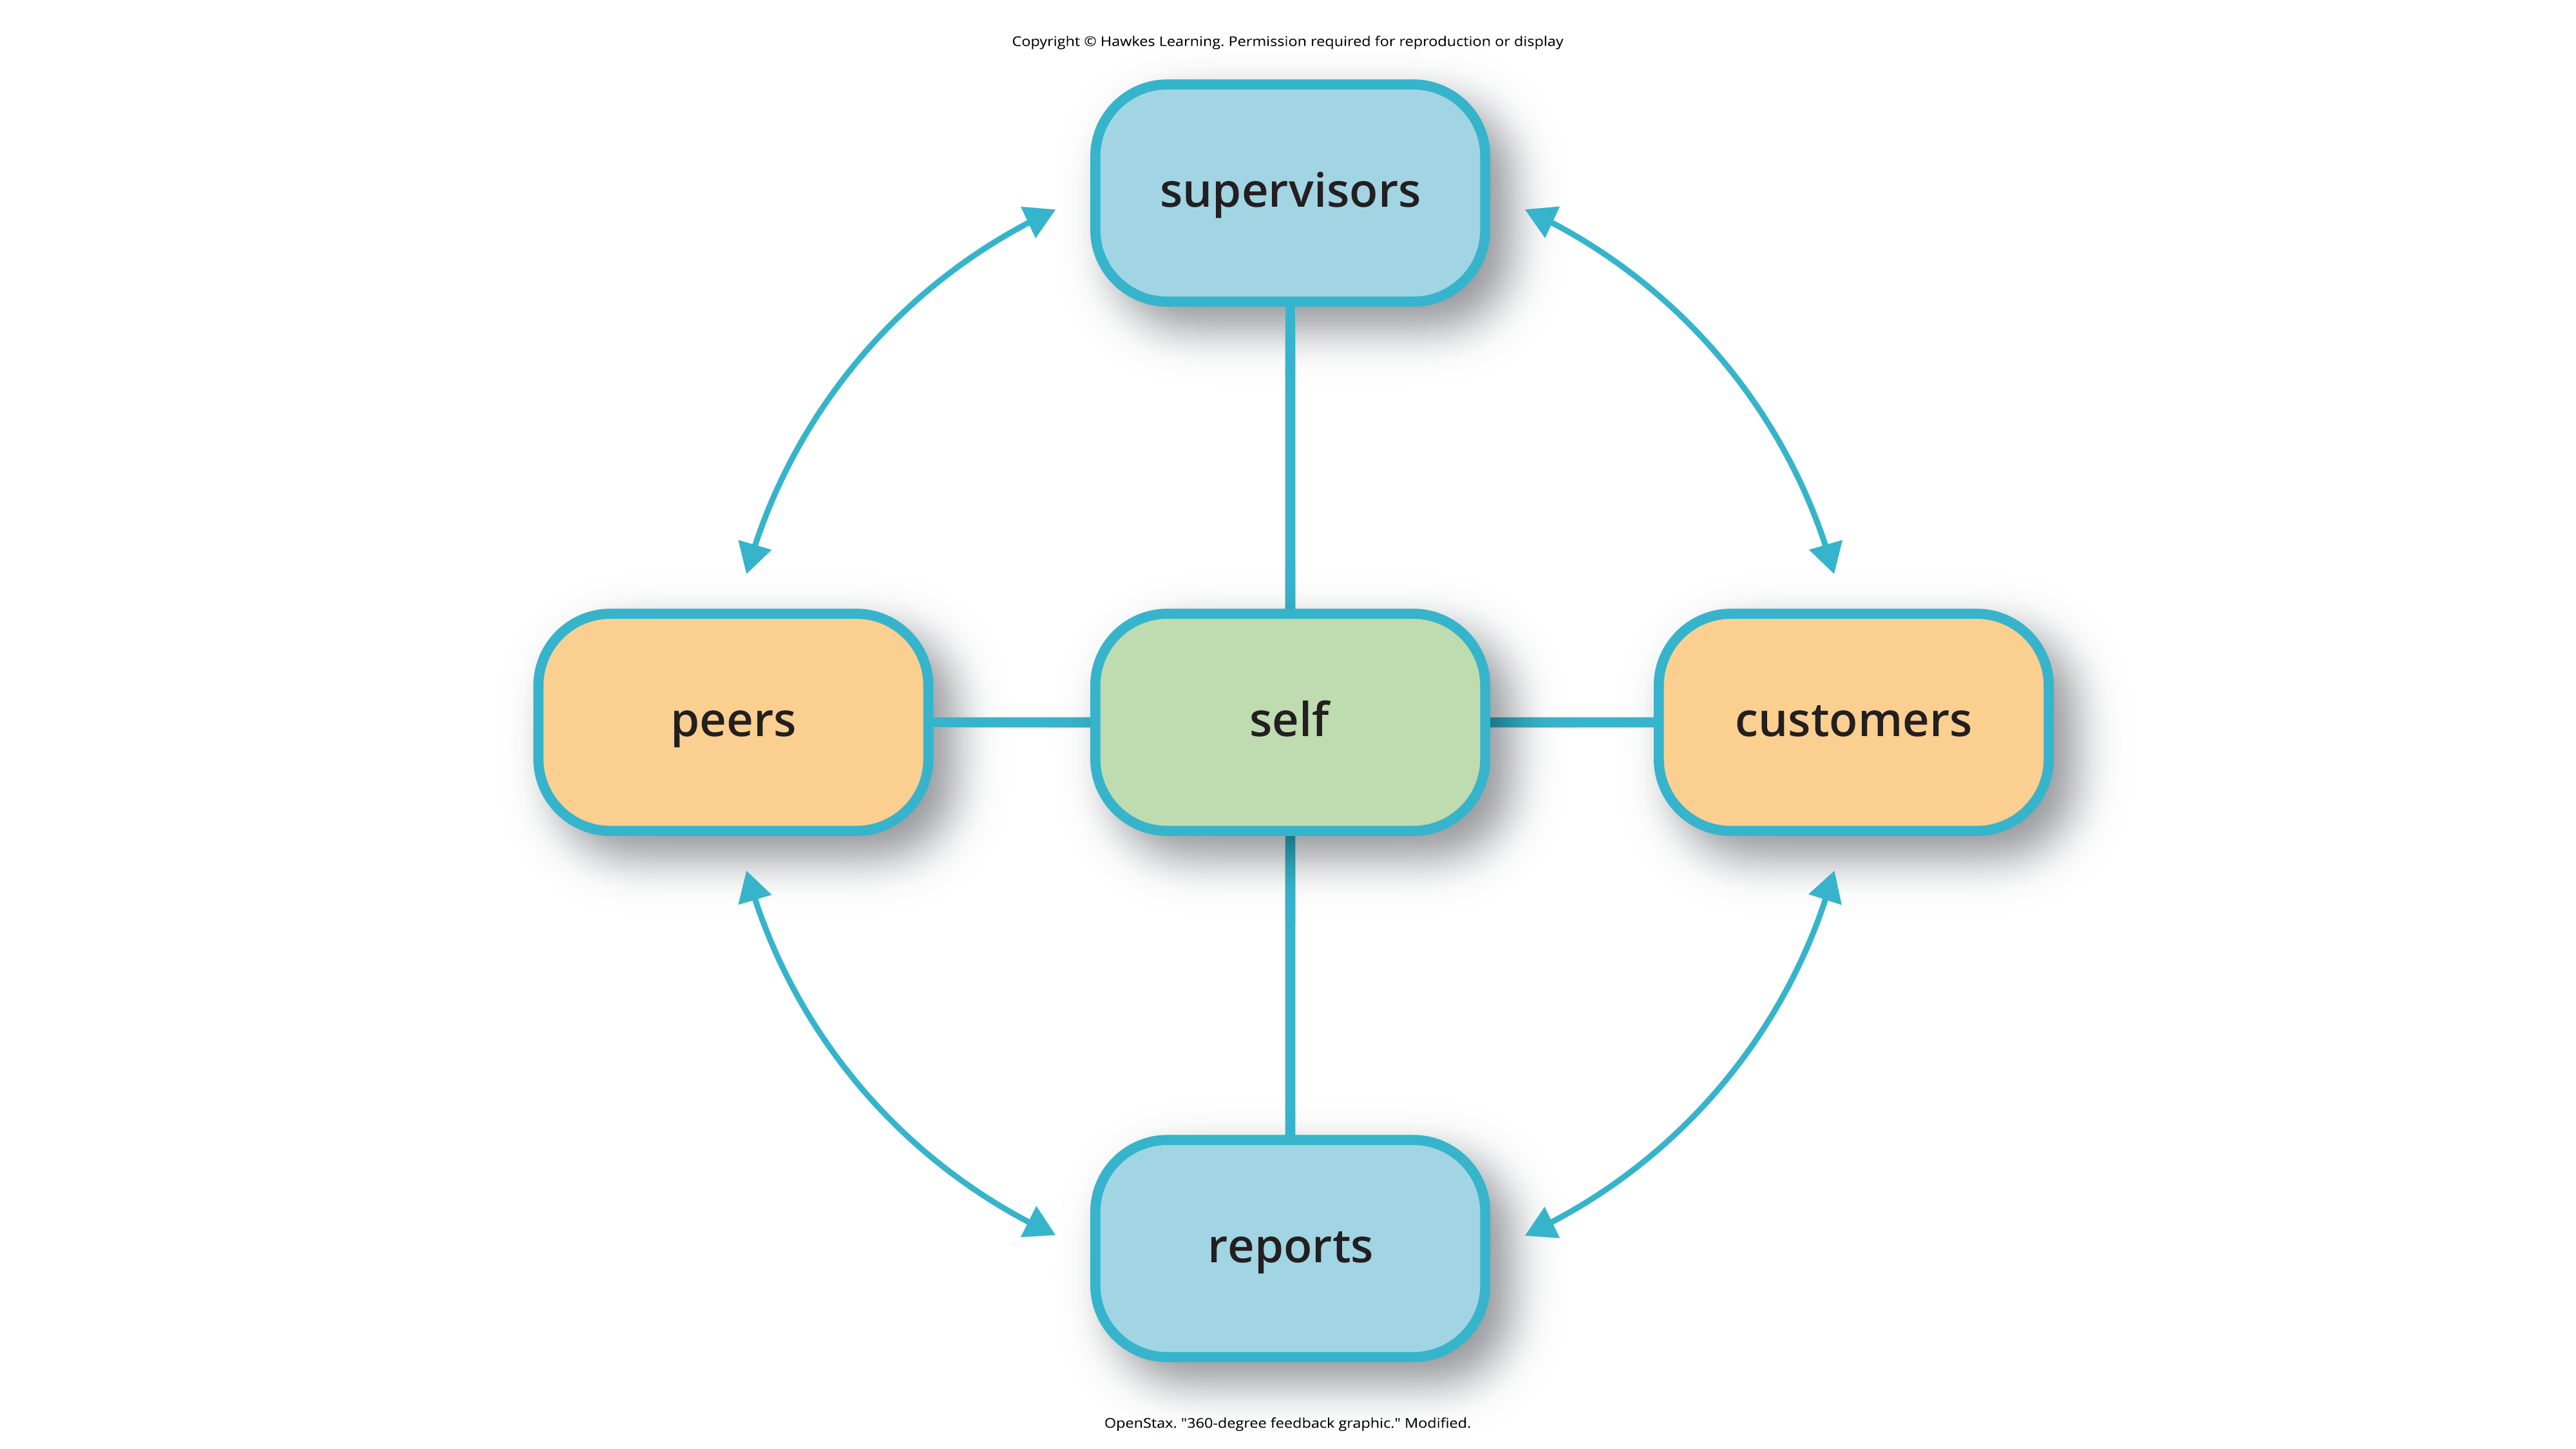 Copyright © Hawkes Learning. Permission required for reproduction or display
supervisors
peers
self
customers
reports
OpenStax. "360-degree feedback graphic." Modified.